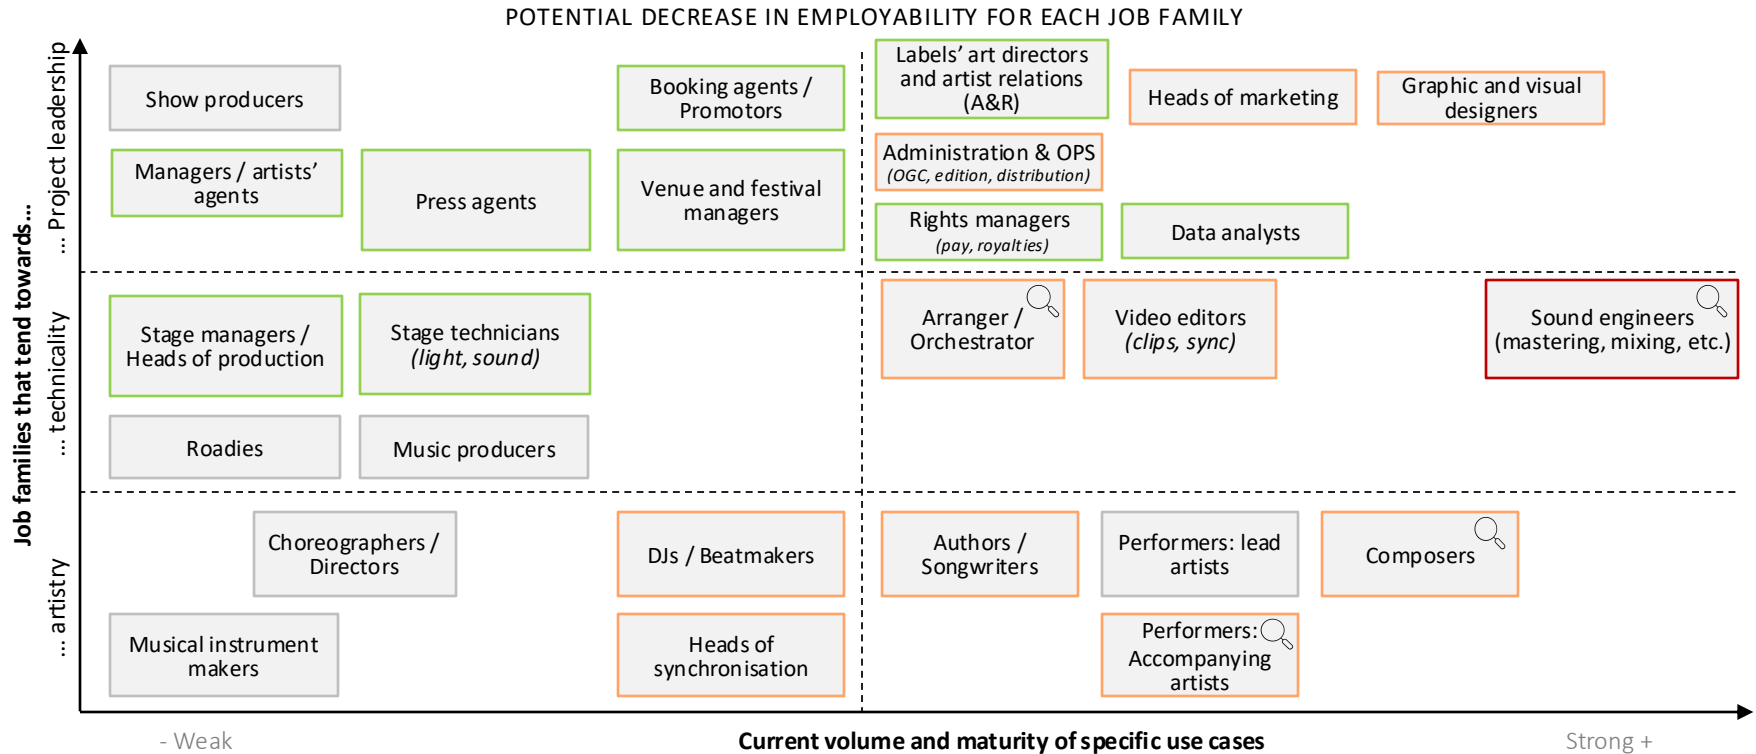 POTENTIAL DECREASE IN EMPLOYABILITY FOR EACH JOB FAMILY
Job families that tend towards...
... Project leadership
Show producers
Booking agents /
Promotors
Labels’ art directors
and artist relations
(A&R)
Heads of marketing
Graphic and visual
designers
Managers / artists’
agents
Press agents
Venue and festival
managers
Administration & OPS
(OGC, edition, distribution)
Rights managers
(pay, royalties)
Data analysts
... technicality
Stage managers /
Heads of production
Stage technicians
(light, sound)
Arranger /
Orchestrator
Video editors
(clips, sync)
Sound engineers
(mastering, mixing, etc.)
Roadies
Music producers
... artistry
Choreographers /
Directors
DJs / Beatmakers
Authors /
Songwriters
Performers: lead
artists
Composers
Musical instrument
makers
Heads of
synchronisation
Performers:
Accompanying
artists
- Weak
Current volume and maturity of specific use cases
Strong +